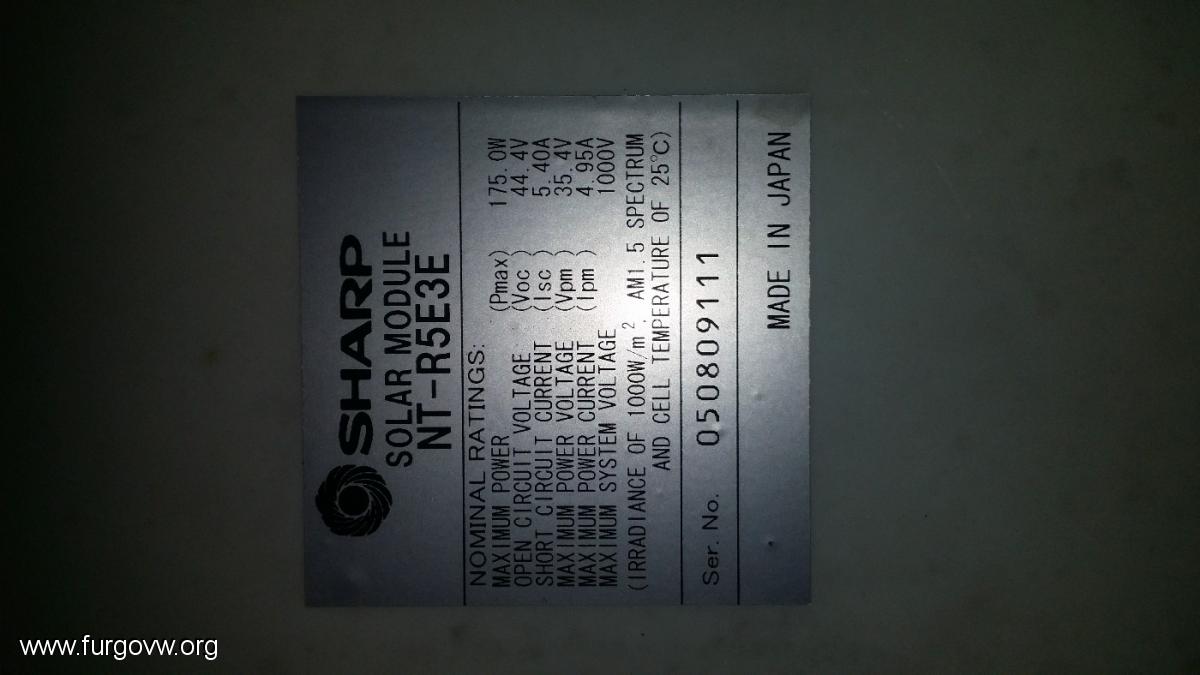 SHARP
SOLAR MODULE
NT-R5E3E
NOMINAL RATINGS:
MAXIMUM POWER (Pmax) 175.0W
OPEN CIRCUIT VOLTAGE (Voc) 44.4V
SHORT CIRCUIT CURRENT (Isc) 5.40A
MAXIMUM POWER VOLTAGE (Vpm) 35.4V
MAXIMUM POWER CURRENT (Ipm) 4.95A
MAXIMUM SYSTEM VOLTAGE 1000V
(IRRADIANCE OF 1000W/m², AM1.5 SPECTRUM
AND CELL TEMPERATURE OF 25°C)
Ser. No. 050809111
MADE IN JAPAN
www.furgovw.org